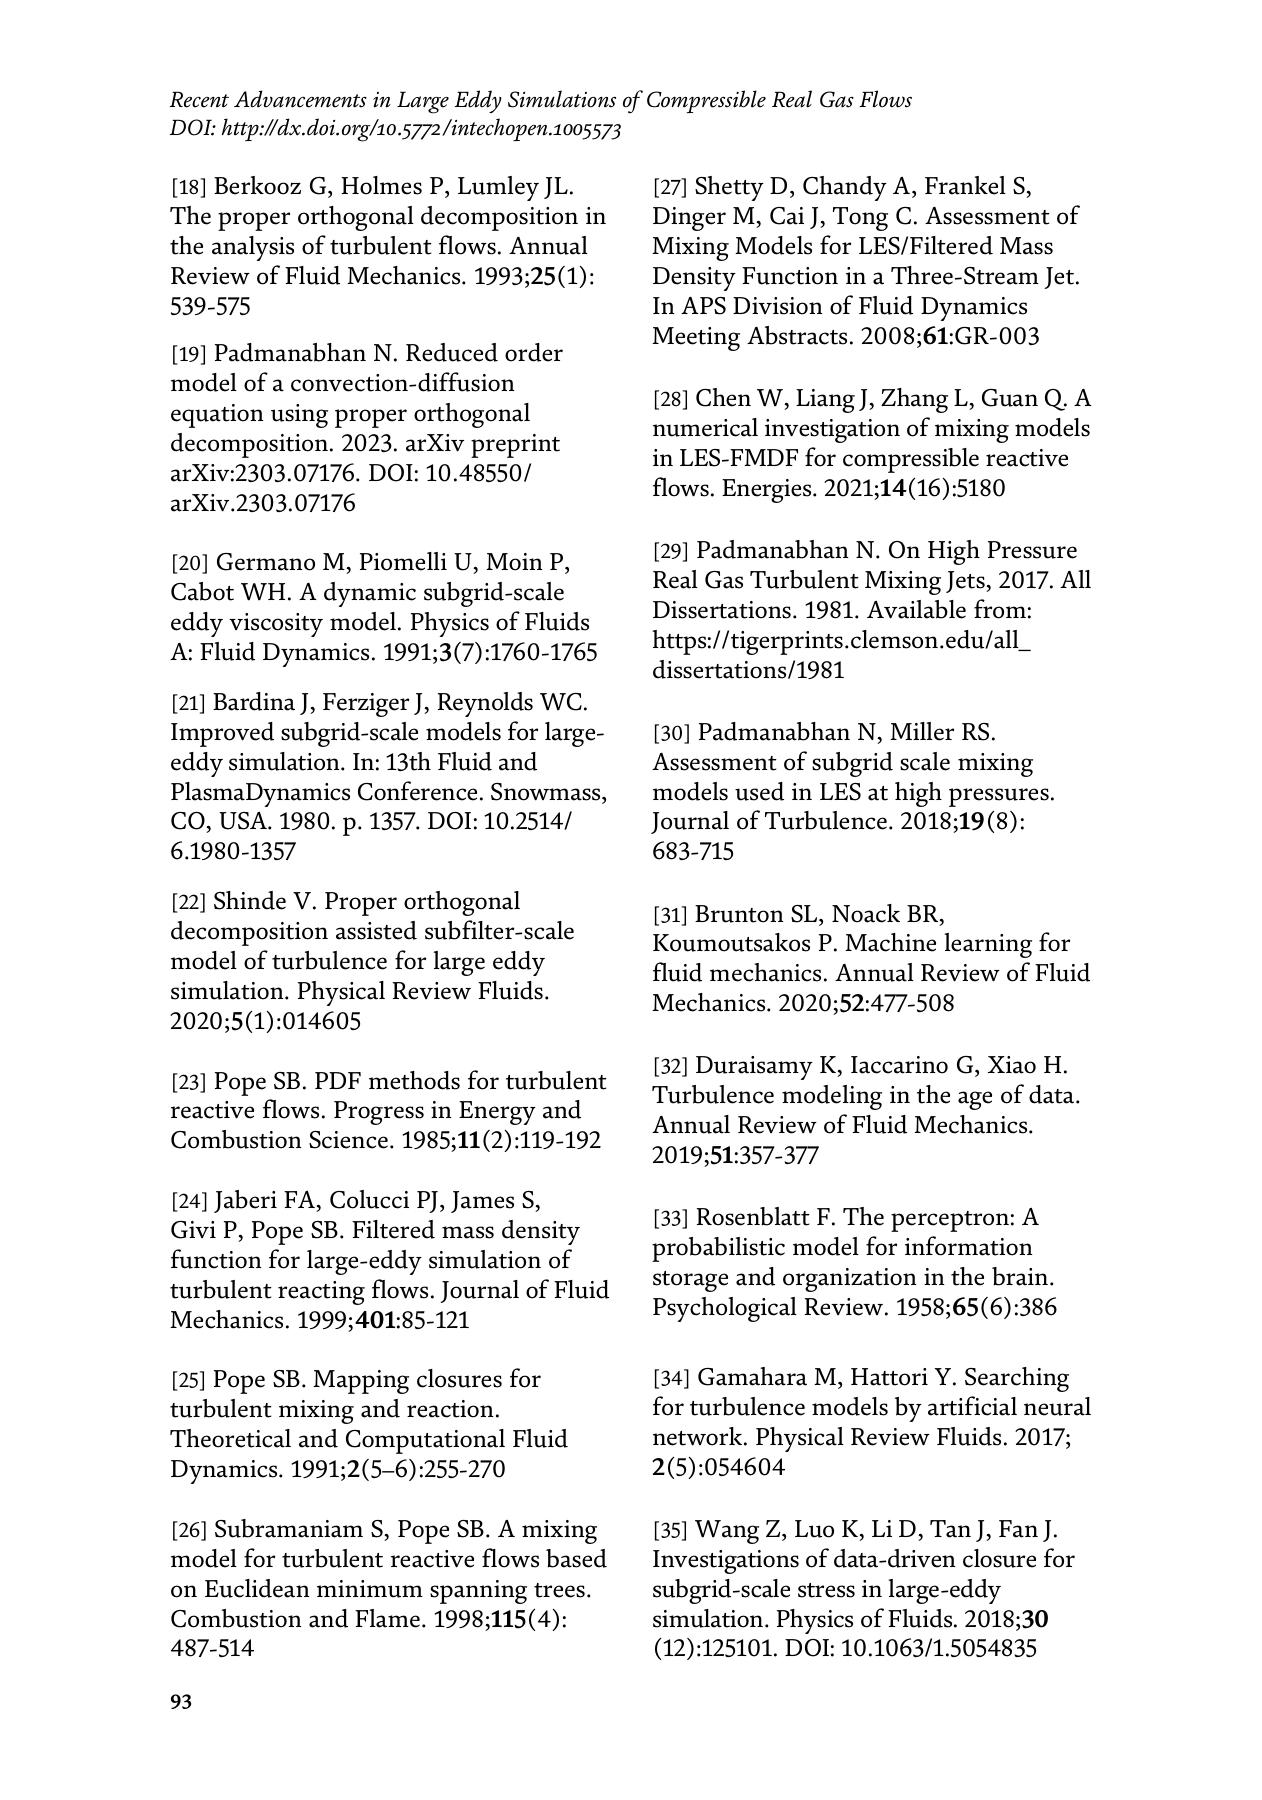 Recent Advancements in Large Eddy Simulations of Compressible Real Gas Flows
DOI: http://dx.doi.org/10.5772/intechopen.1005573
[18] Berkooz G, Holmes P, Lumley JL.
The proper orthogonal decomposition in
the analysis of turbulent flows. Annual
Review of Fluid Mechanics. 1993;25(1):
539-575
[19] Padmanabhan N. Reduced order
model of a convection-diffusion
equation using proper orthogonal
decomposition. 2023. arXiv preprint
arXiv:2303.07176. DOI: 10.48550/
arXiv.2303.07176
[20] Germano M, Piomelli U, Moin P,
Cabot WH. A dynamic subgrid-scale
eddy viscosity model. Physics of Fluids
A: Fluid Dynamics. 1991;3(7):1760-1765
[21] Bardina J, Ferziger J, Reynolds WC.
Improved subgrid-scale models for large-
eddy simulation. In: 13th Fluid and
PlasmaDynamics Conference. Snowmass,
CO, USA. 1980. p. 1357. DOI: 10.2514/
6.1980-1357
[22] Shinde V. Proper orthogonal
decomposition assisted subfilter-scale
model of turbulence for large eddy
simulation. Physical Review Fluids.
2020;5(1):014605
[23] Pope SB. PDF methods for turbulent
reactive flows. Progress in Energy and
Combustion Science. 1985;11(2):119-192
[24] Jaberi FA, Colucci PJ, James S,
Givi P, Pope SB. Filtered mass density
function for large-eddy simulation of
turbulent reacting flows. Journal of Fluid
Mechanics. 1999;401:85-121
[25] Pope SB. Mapping closures for
turbulent mixing and reaction.
Theoretical and Computational Fluid
Dynamics. 1991;2(5–6):255-270
[26] Subramaniam S, Pope SB. A mixing
model for turbulent reactive flows based
on Euclidean minimum spanning trees.
Combustion and Flame. 1998;115(4):
487-514
[27] Shetty D, Chandy A, Frankel S,
Dinger M, Cai J, Tong C. Assessment of
Mixing Models for LES/Filtered Mass
Density Function in a Three-Stream Jet.
In APS Division of Fluid Dynamics
Meeting Abstracts. 2008;61:GR-003
[28] Chen W, Liang J, Zhang L, Guan Q. A
numerical investigation of mixing models
in LES-FMDF for compressible reactive
flows. Energies. 2021;14(16):5180
[29] Padmanabhan N. On High Pressure
Real Gas Turbulent Mixing Jets, 2017. All
Dissertations. 1981. Available from:
https://tigerprints.clemson.edu/all_
dissertations/1981
[30] Padmanabhan N, Miller RS.
Assessment of subgrid scale mixing
models used in LES at high pressures.
Journal of Turbulence. 2018;19(8):
683-715
[31] Brunton SL, Noack BR,
Koumoutsakos P. Machine learning for
fluid mechanics. Annual Review of Fluid
Mechanics. 2020;52:477-508
[32] Duraisamy K, Iaccarino G, Xiao H.
Turbulence modeling in the age of data.
Annual Review of Fluid Mechanics.
2019;51:357-377
[33] Rosenblatt F. The perceptron: A
probabilistic model for information
storage and organization in the brain.
Psychological Review. 1958;65(6):386
[34] Gamahara M, Hattori Y. Searching
for turbulence models by artificial neural
network. Physical Review Fluids. 2017;
2(5):054604
[35] Wang Z, Luo K, Li D, Tan J, Fan J.
Investigations of data-driven closure for
subgrid-scale stress in large-eddy
simulation. Physics of Fluids. 2018;30
(12):125101. DOI: 10.1063/1.5054835
93